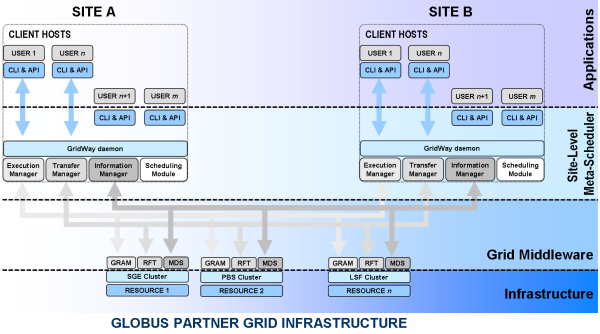 SITE A
SITE B
CLIENT HOSTS
CLIENT HOSTS
USER 1
USER n
USER 1
USER n
CLI & API
CLI & API
CLI & API
CLI & API
USER n+1
USER m
USER n+1
USER m
CLI & API
CLI & API
CLI & API
CLI & API
GridWay daemon
GridWay daemon
Execution
Manager
Transfer
Manager
Information
Manager
Scheduling
Module
Execution
Manager
Transfer
Manager
Information
Manager
Scheduling
Module
Applications
Site-Level
Meta-Scheduler
Grid Middleware
GRAM
RFT
MDS
GRAM
RFT
MDS
GRAM
RFT
MDS
SGE Cluster
PBS Cluster
LSF Cluster
RESOURCE 1
RESOURCE 2
RESOURCE n
Infrastructure
GLOBUS PARTNER GRID INFRASTRUCTURE